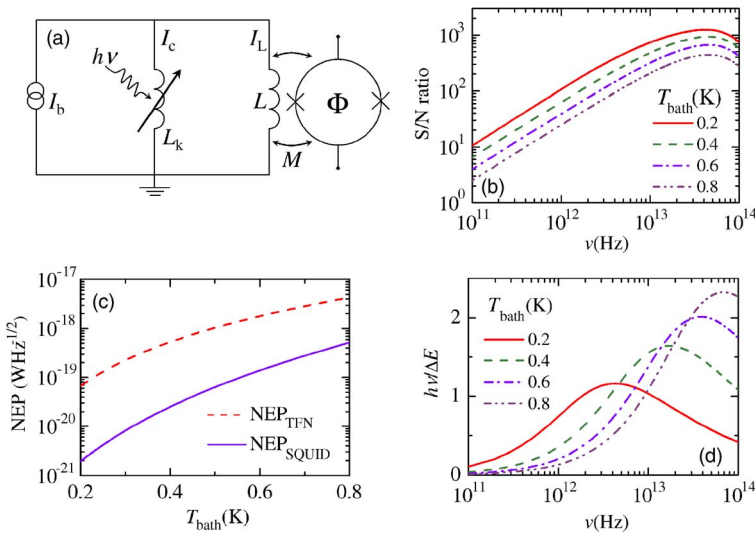 (a)
I_c
I_L
hν
I_b
L_k
L
Φ
M
10^3
10^2
10^1
10^0
S/N ratio
T_bath(K)
0.2
0.4
0.6
0.8
(b)
10^11 10^12 10^13 10^14
ν(Hz)
(c)
10^-17
10^-18
10^-19
10^-20
10^-21
NEP (WHz^1/2)
NEP_TFN
NEP_SQUID
0.2 0.4 0.6 0.8
T_bath(K)
2
1
0
hν/ΔE
T_bath(K)
0.2
0.4
0.6
0.8
(d)
10^11 10^12 10^13 10^14
ν(Hz)